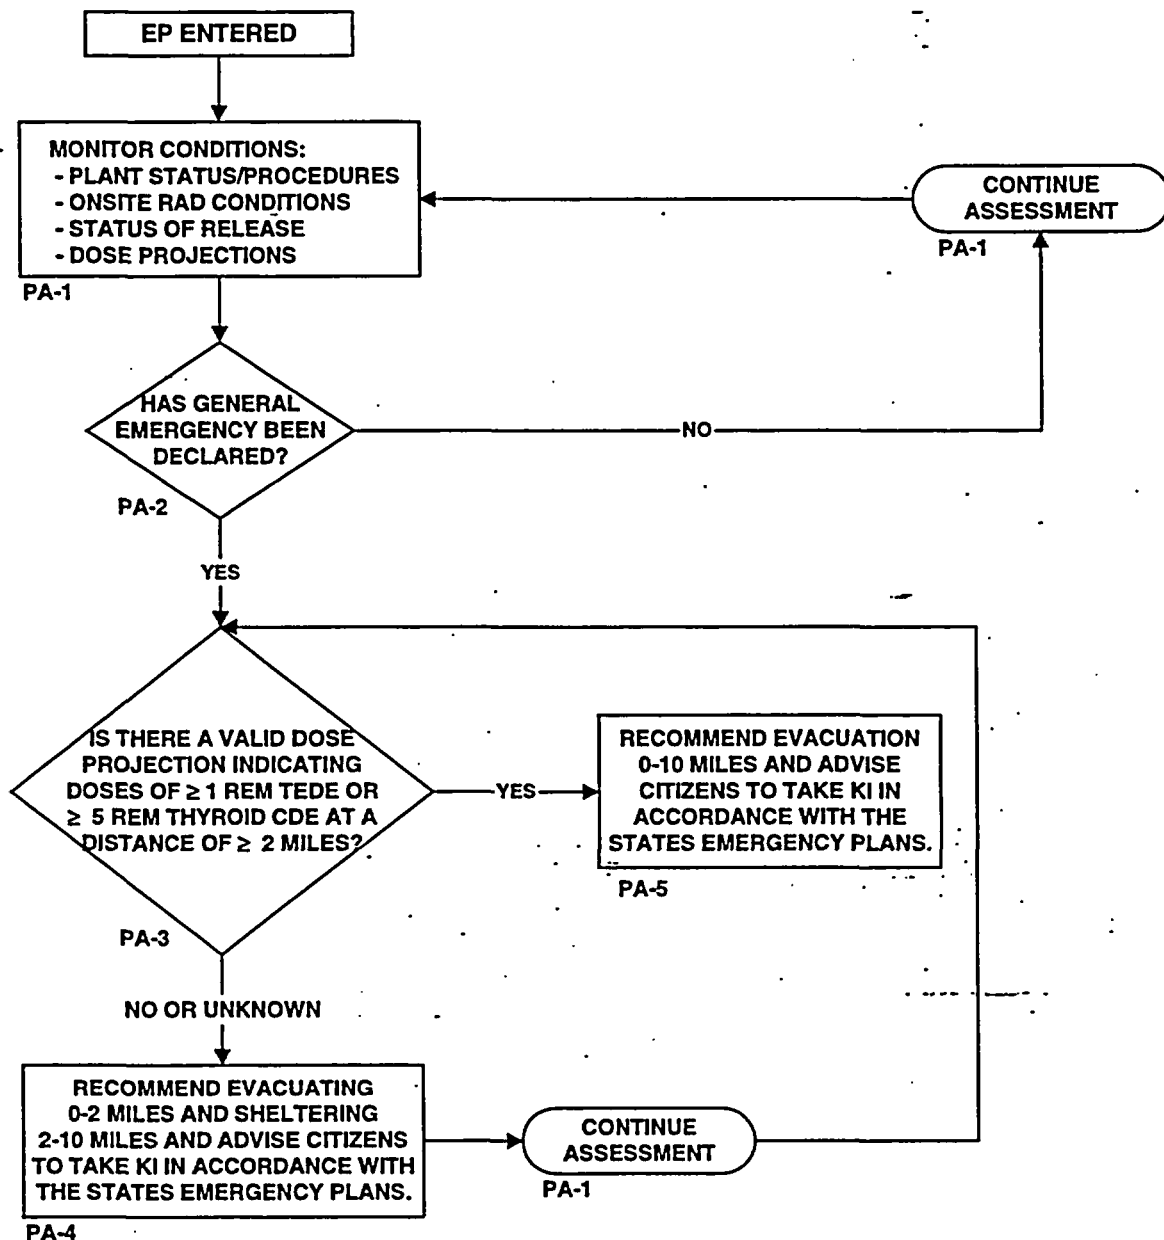 EP ENTERED
MONITOR CONDITIONS:
- PLANT STATUS/PROCEDURES
- ONSITE RAD CONDITIONS
- STATUS OF RELEASE
- DOSE PROJECTIONS
PA-1
CONTINUE
ASSESSMENT
PA-1
HAS GENERAL
EMERGENCY BEEN
DECLARED?
PA-2
NO
YES
IS THERE A VALID DOSE
PROJECTION INDICATING
DOSES OF ≥ 1 REM TEDE OR
≥ 5 REM THYROID CDE AT A
DISTANCE OF ≥ 2 MILES?
PA-3
YES
RECOMMEND EVACUATION
0-10 MILES AND ADVISE
CITIZENS TO TAKE KI IN
ACCORDANCE WITH THE
STATES EMERGENCY PLANS.
PA-5
NO OR UNKNOWN
RECOMMEND EVACUATING
0-2 MILES AND SHELTERING
2-10 MILES AND ADVISE CITIZENS
TO TAKE KI IN ACCORDANCE WITH
THE STATES EMERGENCY PLANS.
PA-4
CONTINUE
ASSESSMENT
PA-1